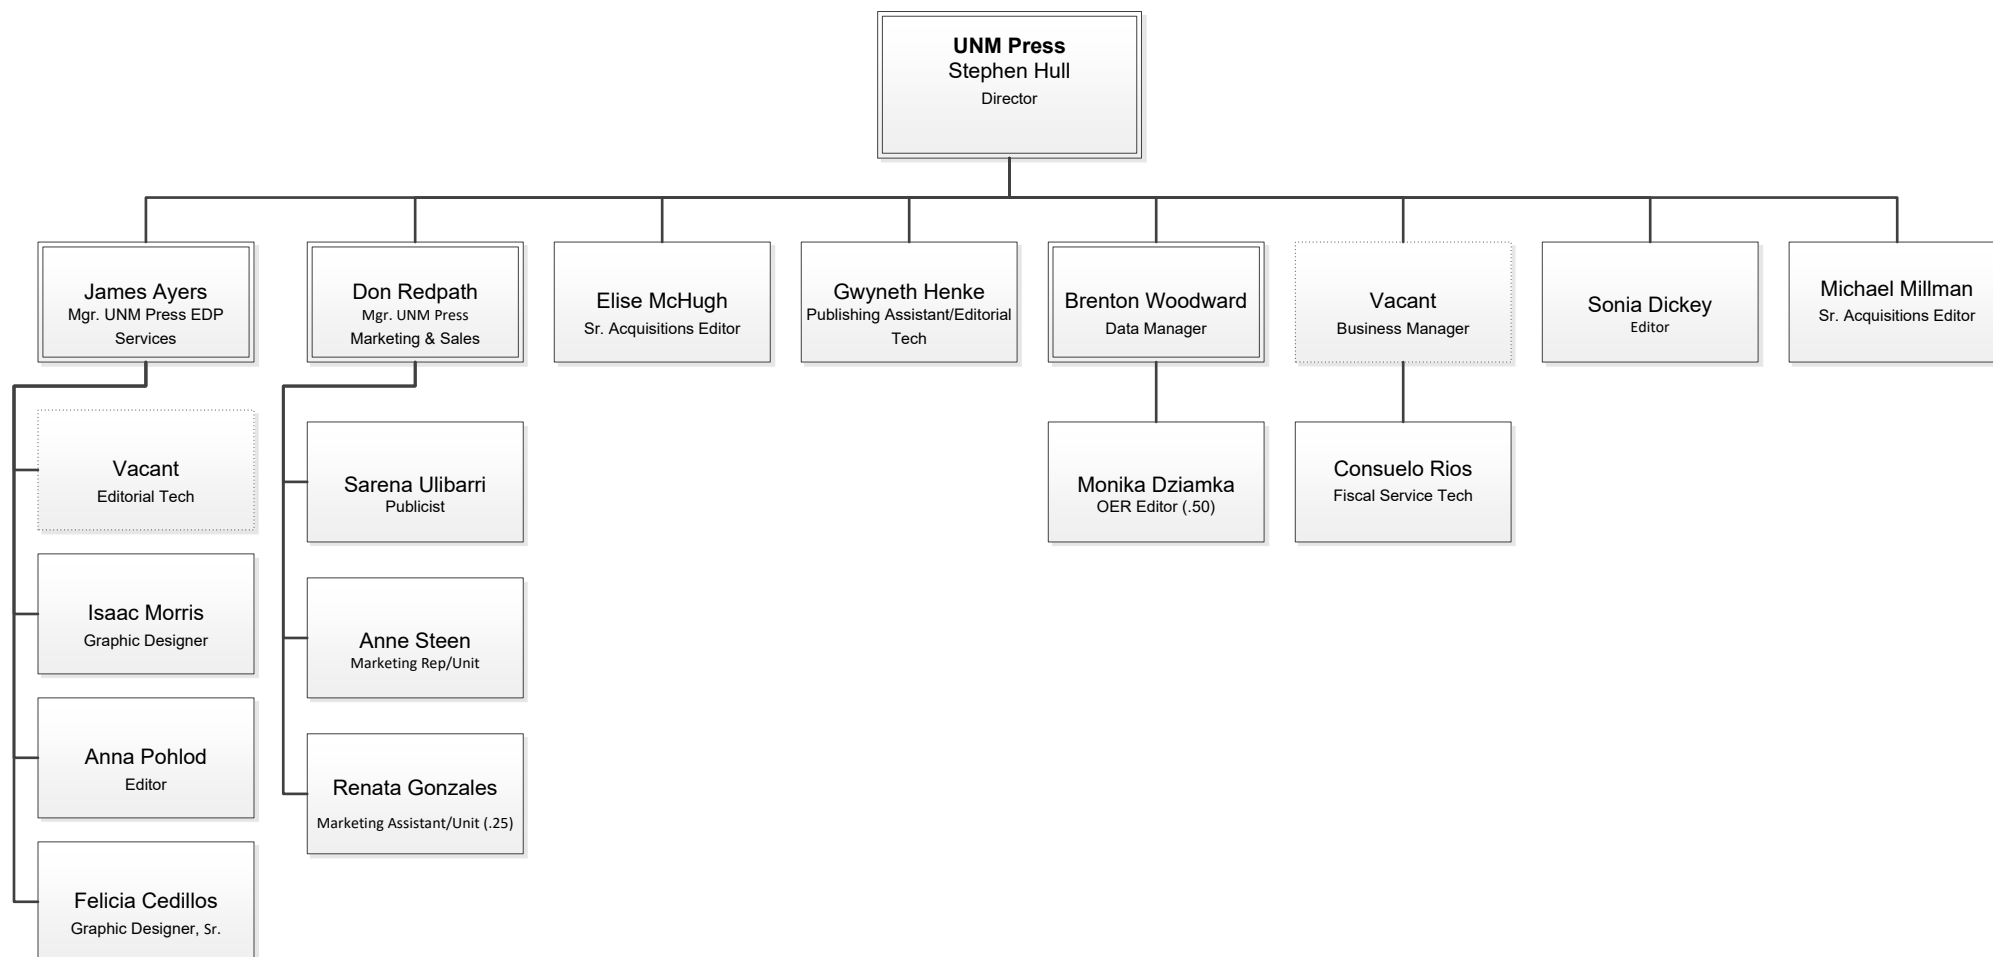 UNM Press
Stephen Hull
Director
James Ayers
Mgr. UNM Press EDP
Services
Don Redpath
Mgr. UNM Press
Marketing & Sales
Elise McHugh
Sr. Acquisitions Editor
Gwyneth Henke
Publishing Assistant/Editorial
Tech
Brenton Woodward
Data Manager
Vacant
Business Manager
Sonia Dickey
Editor
Michael Millman
Sr. Acquisitions Editor
Vacant
Editorial Tech
Isaac Morris
Graphic Designer
Anna Pohlod
Editor
Felicia Cedillos
Graphic Designer, Sr.
Sarena Ulibarri
Publicist
Anne Steen
Marketing Rep/Unit
Renata Gonzales
Marketing Assistant/Unit (.25)
Monika Dziamka
OER Editor (.50)
Consuelo Rios
Fiscal Service Tech